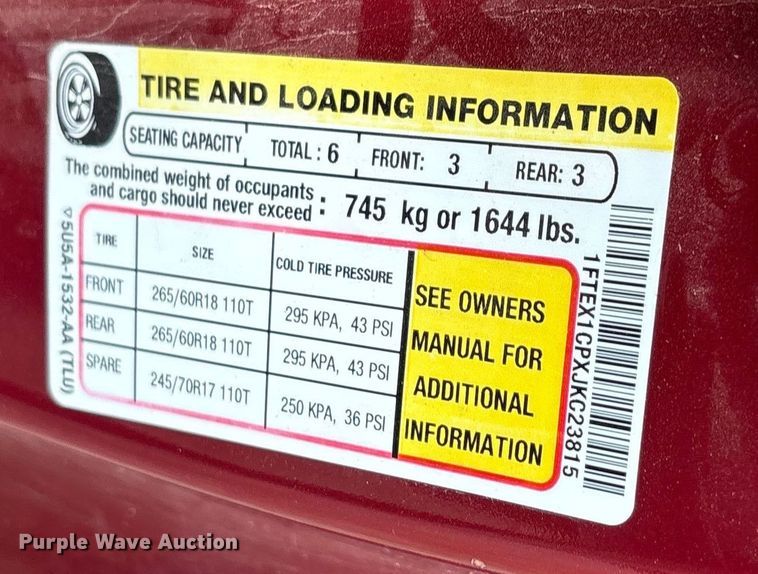 TIRE AND LOADING INFORMATION
SEATING CAPACITY TOTAL : 6 FRONT: 3 REAR: 3
The combined weight of occupants
and cargo should never exceed : 745 kg or 1644 lbs.
TIRE SIZE COLD TIRE PRESSURE
FRONT 265/60R18 110T 295 KPA, 43 PSI
REAR 265/60R18 110T 295 KPA, 43 PSI
SPARE 245/70R17 110T 250 KPA, 36 PSI
SEE OWNERS
MANUAL FOR
ADDITIONAL
INFORMATION
5U5A-1532-AA (TLU)
1FTEX1CPXJKC23815
Purple Wave Auction